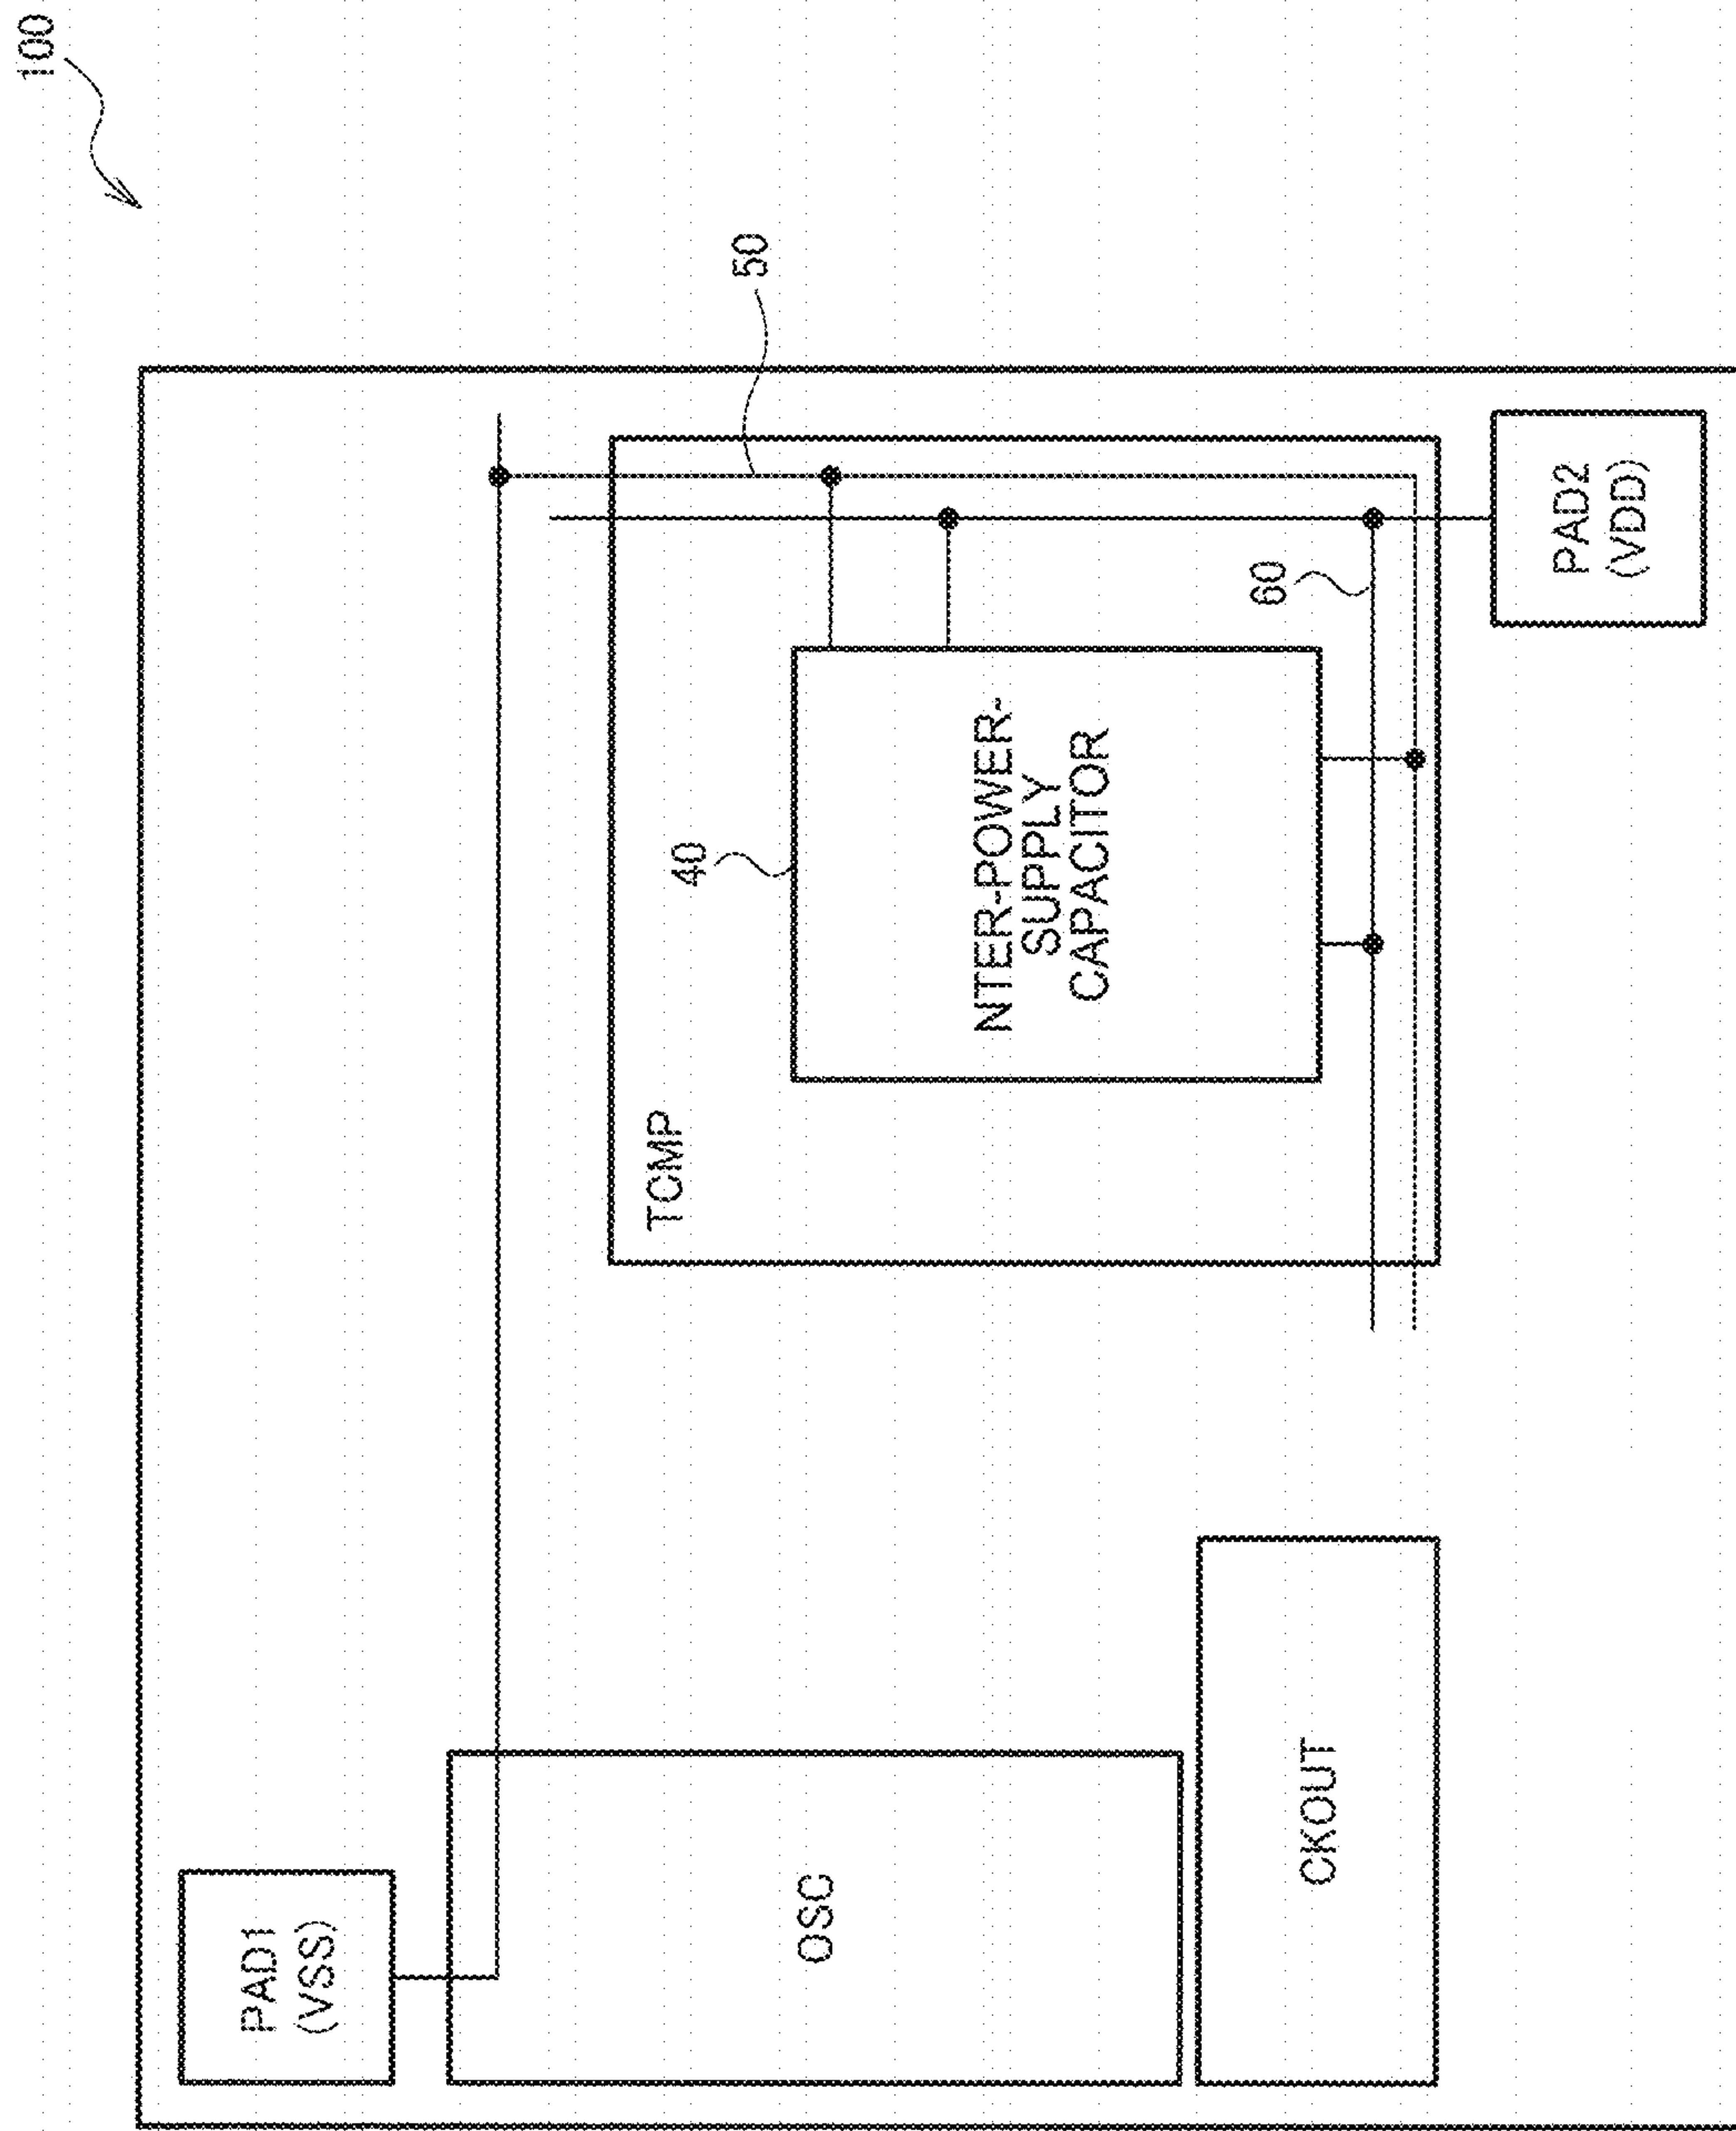 100
PAD1
(VSS)
OSC
CKOUT
TCMP
40
NTER-POWER-
SUPPLY
CAPACITOR
50
60
PAD2
(VDD)